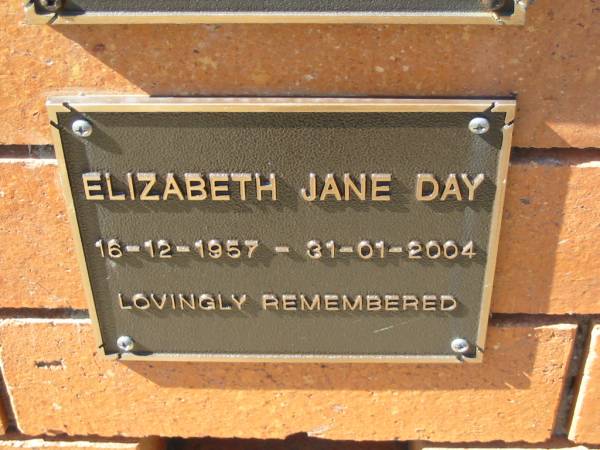 ELIZABETH JANE DAY
16-12-1957 - 31-01-2004
LOVINGLY REMEMBERED